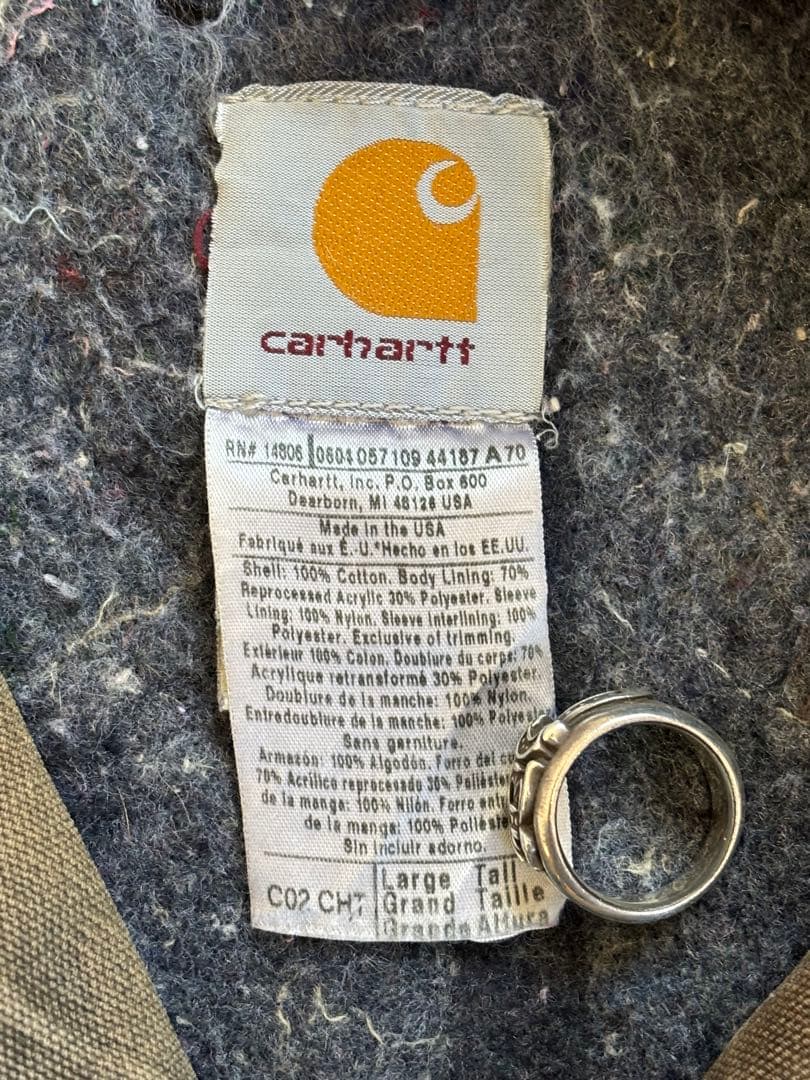 carhartt
RN# 14806 0604 057109 44187 A 70
Carhartt, Inc. P.O. Box 600
Dearborn, MI 48126 USA
Made in the USA
Fabriqué aux É.-U.*Hecho en los EE.UU.
Shell: 100% Cotton. Body Lining: 70%
Reprocessed Acrylic 30% Polyester. Sleeve
Lining: 100% Nylon. Sleeve Interlining: 100%
Polyester. Exclusive of trimming.
Extérieur 100% Coton. Doublure du corps: 70%
Acrylique retransformé 30% Polyester.
Doublure de la manche: 100% Nylon.
Entredoublure de la manche: 100%
Sans garniture.
Armazón: 100% Algodón. Forro del
70% Acrílico reprocesado 30%
de la manga: 100% Nilón. Forro
de la manga: 100%
Sin incluir adorno.
C02 CHT
Large Tall
Grand Taille
Grande Altura